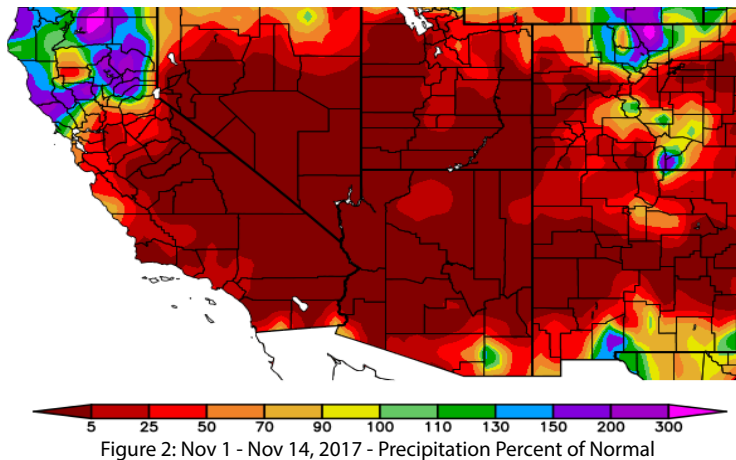 5 25 50 70 90 100 110 130 150 200 300
Figure 2: Nov 1 - Nov 14, 2017 - Precipitation Percent of Normal